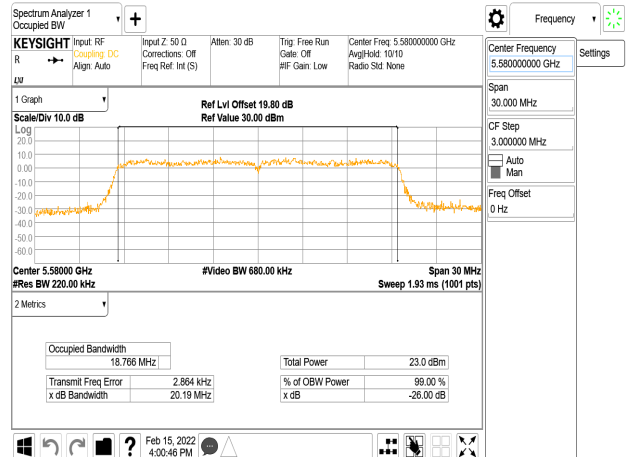 Spectrum Analyzer 1
Occupied BW
Frequency
KEYSIGHT
R
Input: RF
Coupling: DC
Align: Auto
Input Z: 50 Ω
Corrections: Off
Freq Ref: Int (S)
Atten: 30 dB
Trig: Free Run
Gate: Off
#IF Gain: Low
Center Freq: 5.580000000 GHz
Avg|Hold: 10/10
Radio Std: None
LXI
1 Graph
Ref Lvl Offset 19.80 dB
Scale/Div 10.0 dB
Ref Value 30.00 dBm
Log
20.0
10.0
0.00
-10.0
-20.0
-30.0
-40.0
-50.0
-60.0
Center 5.58000 GHz
#Video BW 680.00 kHz
Span 30 MHz
#Res BW 220.00 kHz
Sweep 1.93 ms (1001 pts)
2 Metrics
Occupied Bandwidth
18.766 MHz
Total Power 23.0 dBm
Transmit Freq Error 2.864 kHz
% of OBW Power 99.00 %
x dB Bandwidth 20.19 MHz
x dB -26.00 dB
Center Frequency
5.580000000 GHz
Settings
Span
30.000 MHz
CF Step
3.000000 MHz
Auto
Man
Freq Offset
0 Hz
?
Feb 15, 2022
4:00:46 PM